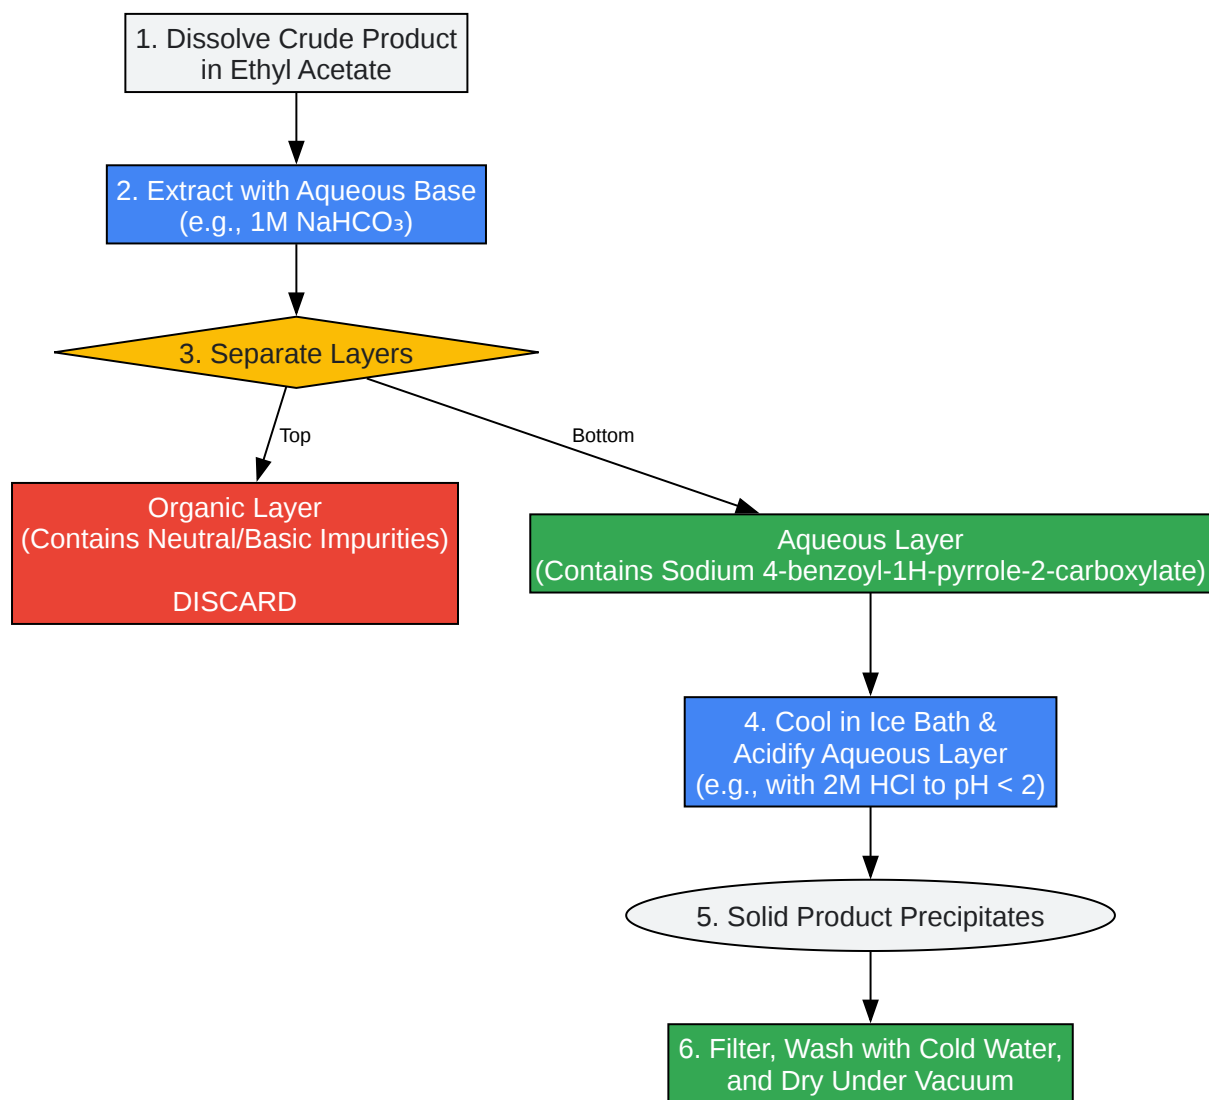 1. Dissolve Crude Product
in Ethyl Acetate
2. Extract with Aqueous Base
(e.g., 1M NaHCO₃)
3. Separate Layers
Top
Bottom
Organic Layer
(Contains Neutral/Basic Impurities)
DISCARD
Aqueous Layer
(Contains Sodium 4-benzoyl-1H-pyrrole-2-carboxylate)
4. Cool in Ice Bath &
Acidify Aqueous Layer
(e.g., with 2M HCl to pH < 2)
5. Solid Product Precipitates
6. Filter, Wash with Cold Water,
and Dry Under Vacuum